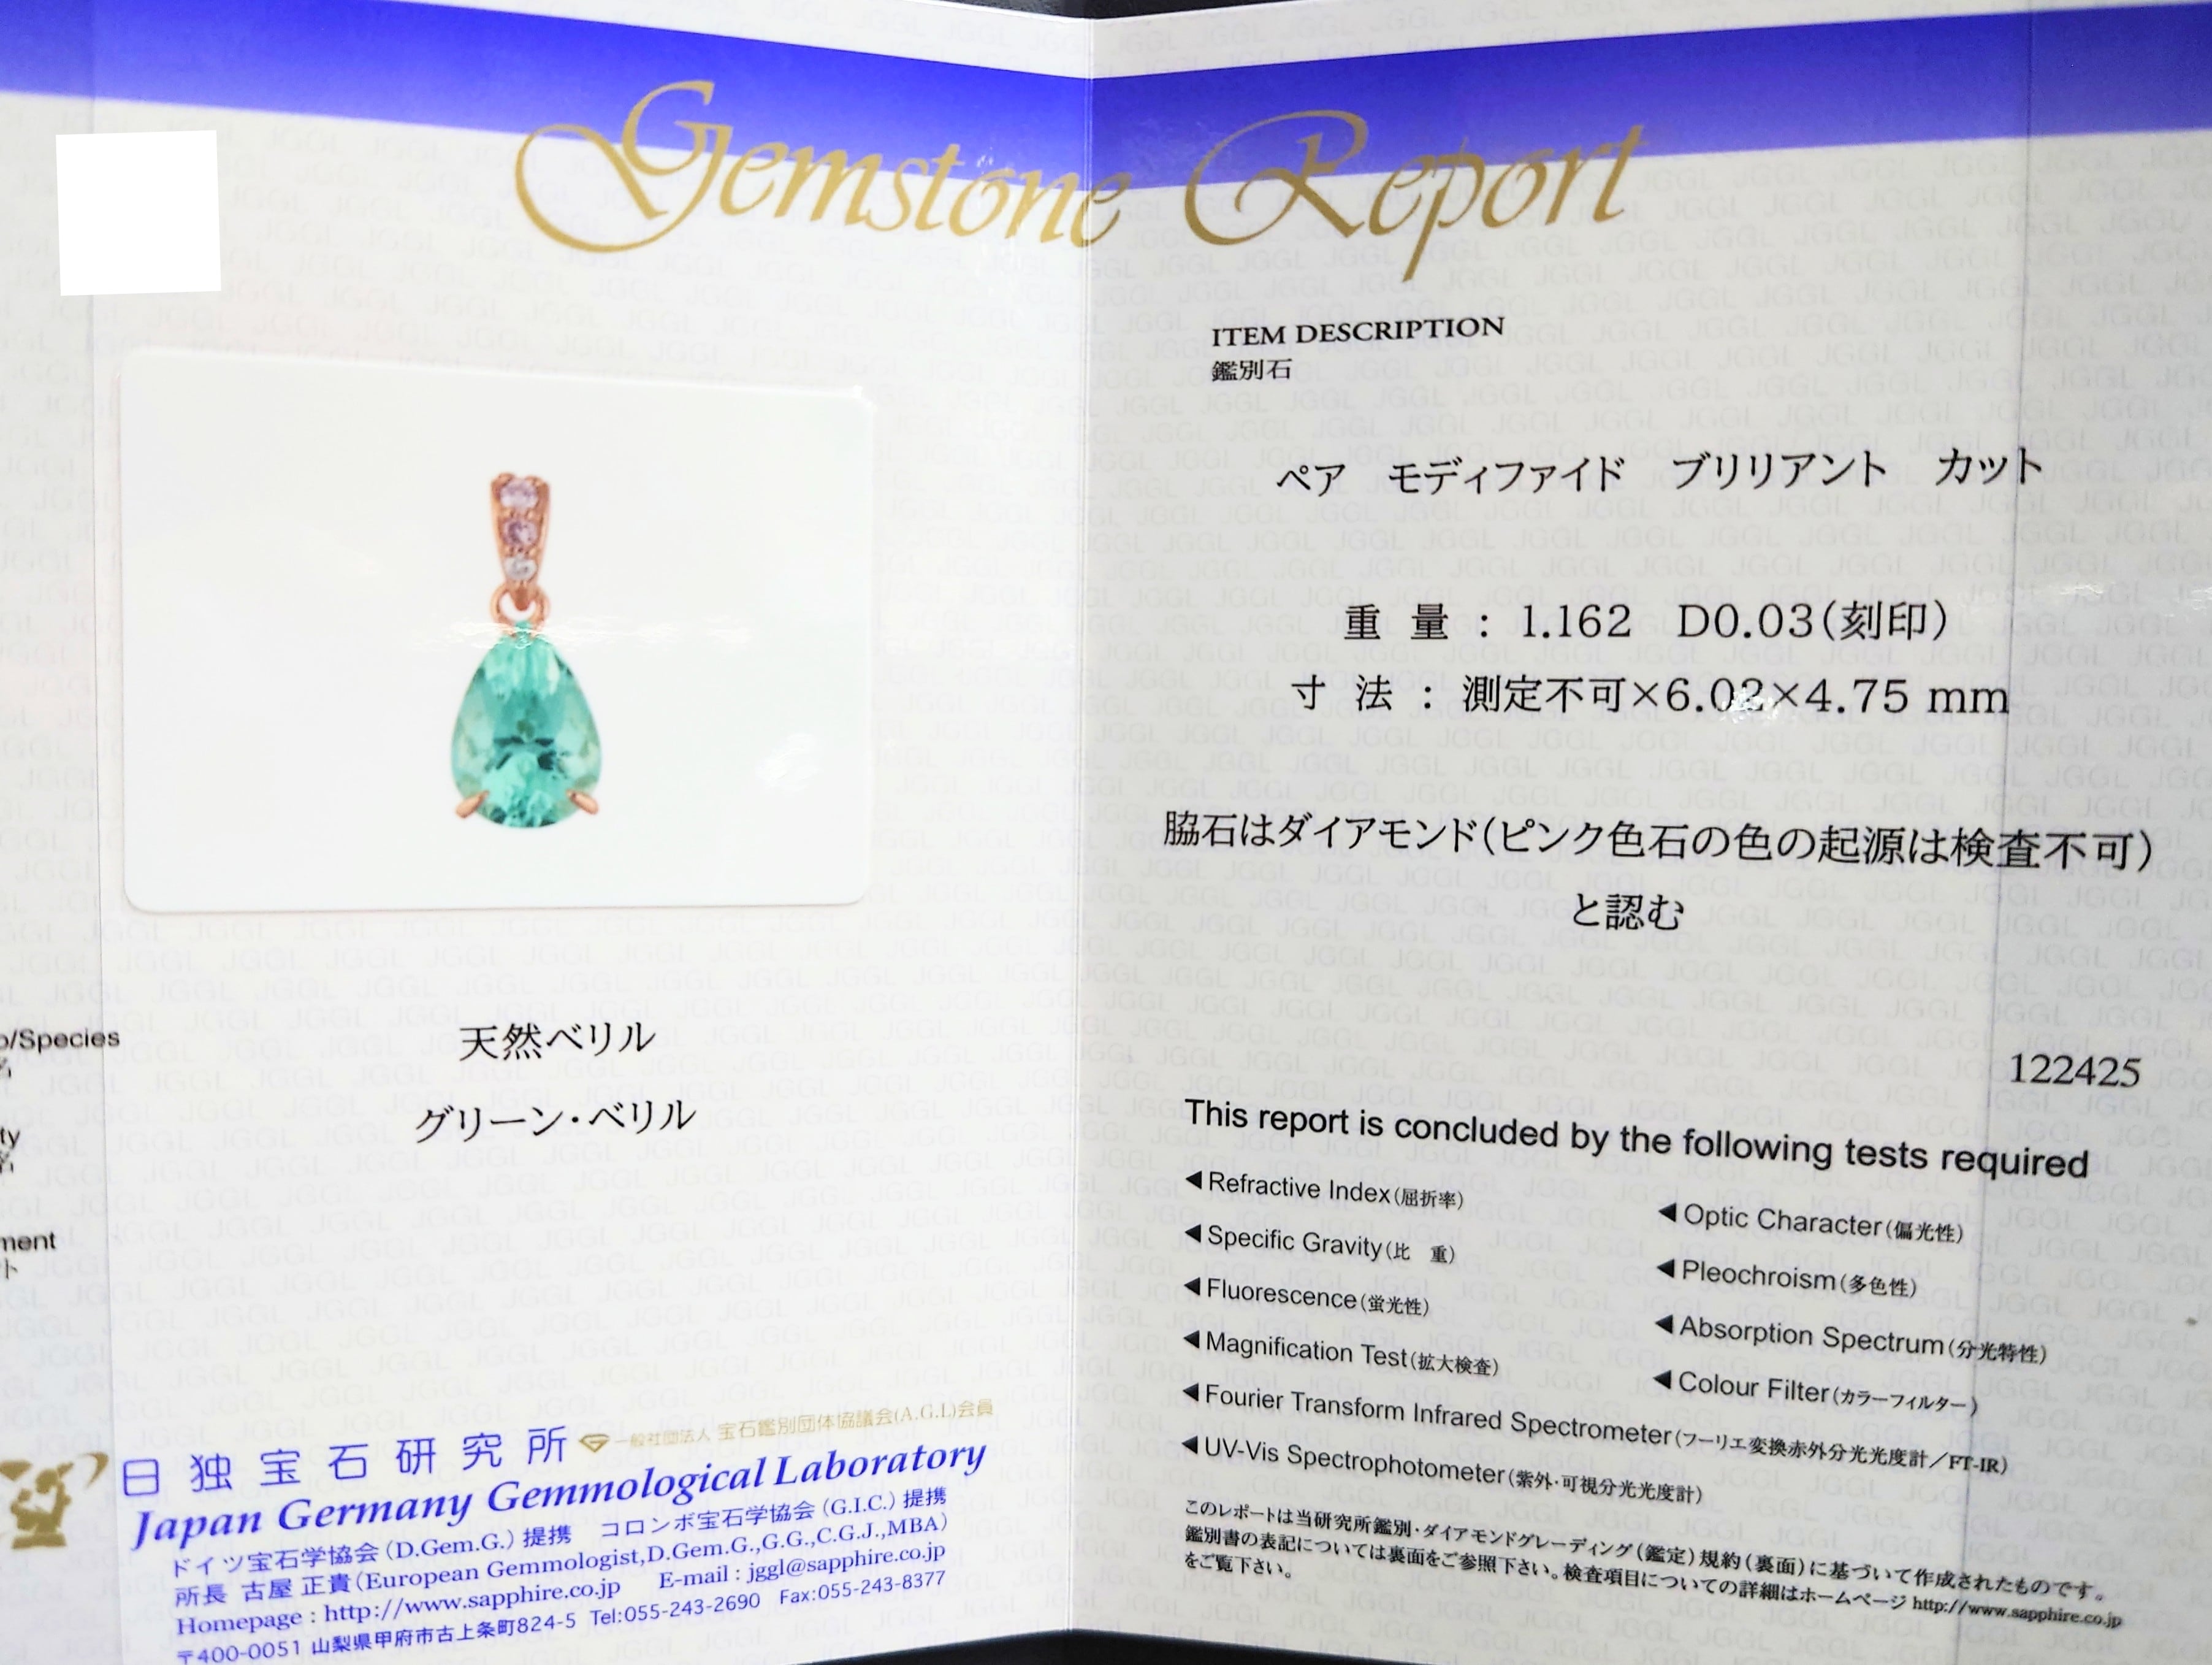 Gemstone Report
ITEM DESCRIPTION
鑑別石
ペア モディファイド ブリリアント カット
重 量 : 1.162 D0.03(刻印)
寸 法 : 測定不可×6.02×4.75 mm
脇石はダイアモンド(ピンク色石の色の起源は検査不可)
と認む
/Species
天然ベリル
グリーン・ベリル
122425
This report is concluded by the following tests required
◀Refractive Index(屈折率)
◀Specific Gravity(比 重)
◀Fluorescence(蛍光性)
◀Magnification Test(拡大検査)
◀Optic Character(偏光性)
◀Pleochroism(多色性)
◀Absorption Spectrum(分光特性)
◀Colour Filter(カラーフィルター)
◀Fourier Transform Infrared Spectrometer(フーリエ変換赤外分光光度計/FT-IR)
◀UV-Vis Spectrophotometer(紫外・可視分光光度計)
このレポートは当研究所鑑別・ダイアモンドグレーディング(鑑定)規約(裏面)に基づいて作成されたものです。
鑑別書の表記については裏面をご参照下さい。検査項目についての詳細はホームページ http://www.sapphire.co.jp
をご覧下さい。
日独宝石研究所 一般社団法人 宝石鑑別団体協議会(A.G.L)会員
Japan Germany Gemmological Laboratory
ドイツ宝石学協会(D.Gem.G.)提携 コロンボ宝石学協会(G.I.C.)提携
所長 古屋 正貴(European Gemmologist,D.Gem.G.,G.G.,C.G.J.,MBA)
Homepage : http://www.sapphire.co.jp E-mail : jggl@sapphire.co.jp
〒400-0051 山梨県甲府市古上条町824-5 Tel:055-243-2690 Fax:055-243-8377